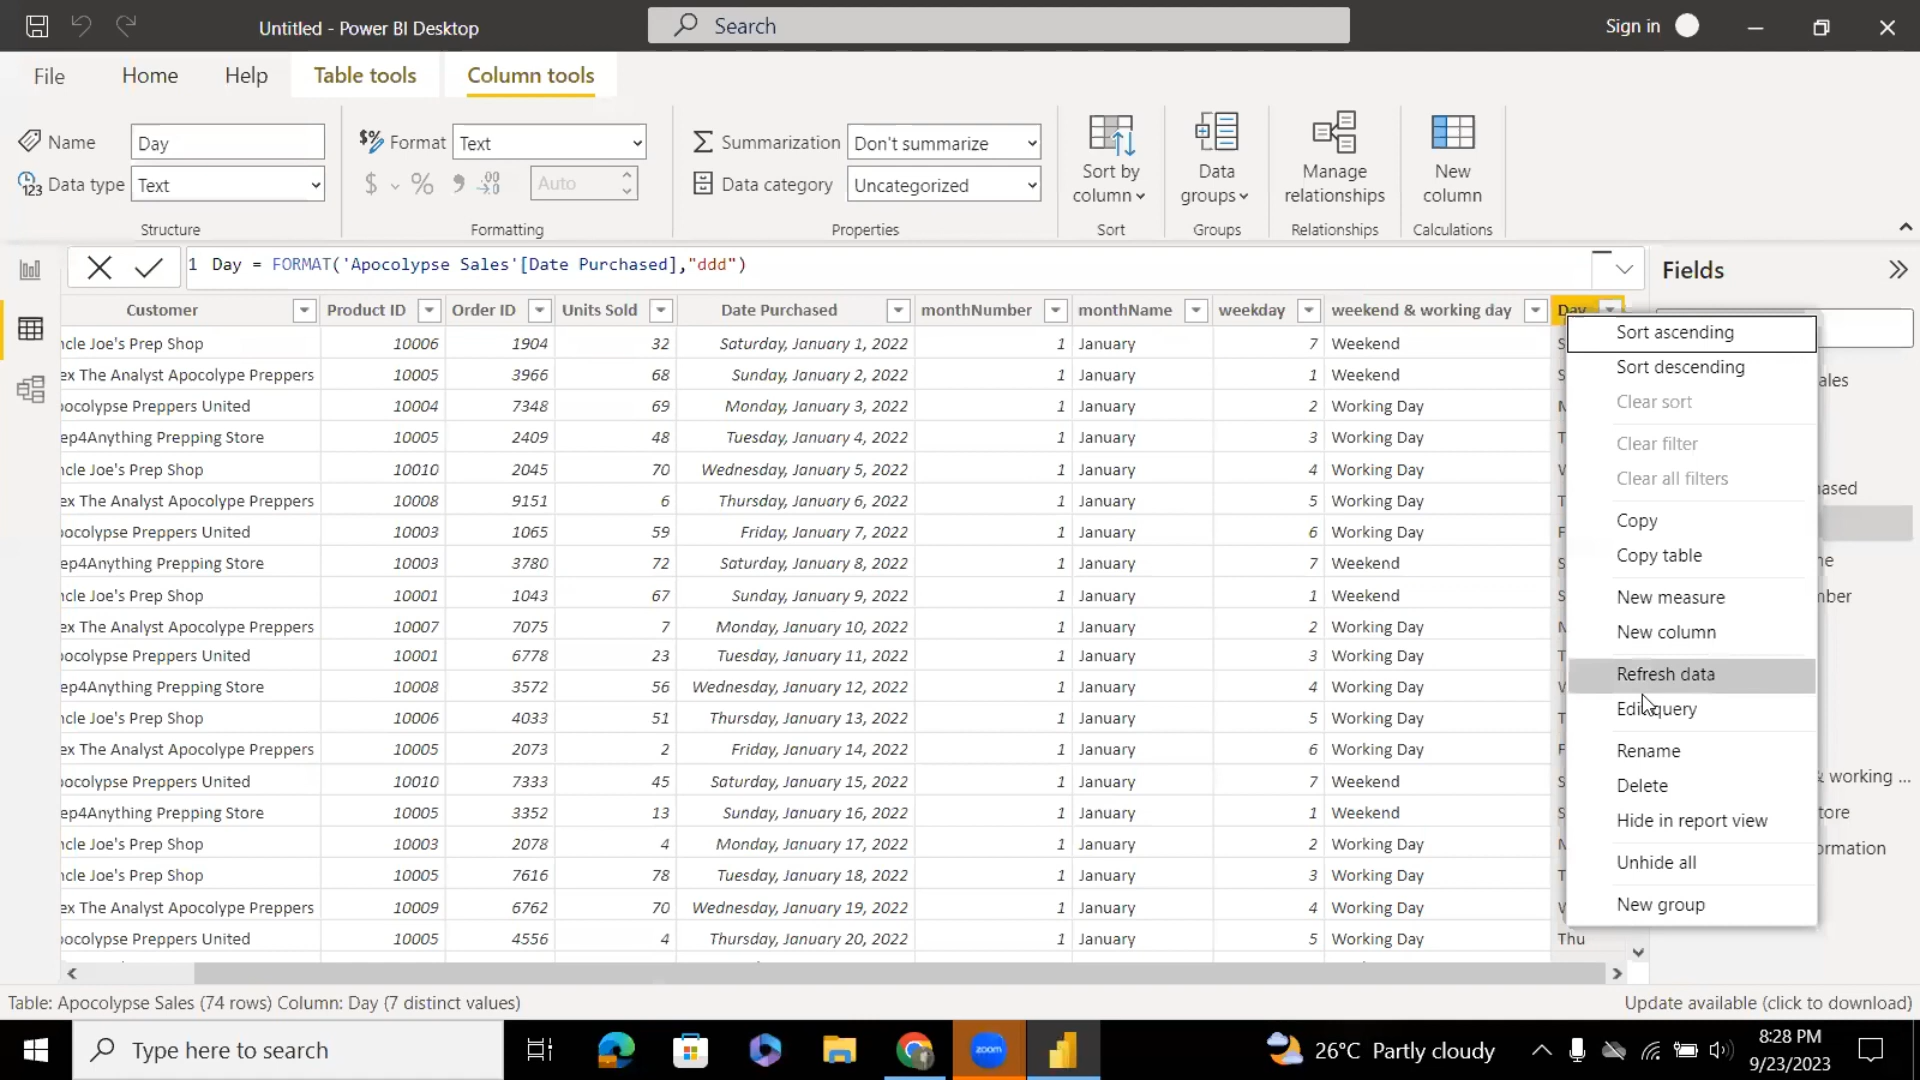 Untitled - Power BI Desktop
Search
Sign in
File
Home
Help
Table tools
Column tools
Name
Day
Data type
Text
Structure
Format
Text
$ % 9 .00
Auto
Formatting
Summarization
Don't summarize
Data category
Uncategorized
Properties
Sort by
column
Sort
Data
groups
Groups
Manage
relationships
Relationships
New
column
Calculations
1 Day = FORMAT('Apocolypse Sales'[Date Purchased],"ddd")
Fields
Customer Product ID Order ID Units Sold Date Purchased monthNumber monthName weekday weekend & working day Day
ncle Joe's Prep Shop 10006 1904 32 Saturday, January 1, 2022 1 January 7 Weekend S
ex The Analyst Apocolype Preppers 10005 3966 68 Sunday, January 2, 2022 1 January 1 Weekend S
pocolypse Preppers United 10004 7348 69 Monday, January 3, 2022 1 January 2 Working Day M
ep4Anything Prepping Store 10005 2409 48 Tuesday, January 4, 2022 1 January 3 Working Day T
ncle Joe's Prep Shop 10010 2045 70 Wednesday, January 5, 2022 1 January 4 Working Day W
ex The Analyst Apocolype Preppers 10008 9151 6 Thursday, January 6, 2022 1 January 5 Working Day T
pocolypse Preppers United 10003 1065 59 Friday, January 7, 2022 1 January 6 Working Day F
ep4Anything Prepping Store 10003 3780 72 Saturday, January 8, 2022 1 January 7 Weekend S
ncle Joe's Prep Shop 10001 1043 67 Sunday, January 9, 2022 1 January 1 Weekend S
ex The Analyst Apocolype Preppers 10007 7075 7 Monday, January 10, 2022 1 January 2 Working Day M
pocolypse Preppers United 10001 6778 23 Tuesday, January 11, 2022 1 January 3 Working Day T
ep4Anything Prepping Store 10008 3572 56 Wednesday, January 12, 2022 1 January 4 Working Day W
ncle Joe's Prep Shop 10006 4033 51 Thursday, January 13, 2022 1 January 5 Working Day T
ex The Analyst Apocolype Preppers 10005 2073 2 Friday, January 14, 2022 1 January 6 Working Day F
pocolypse Preppers United 10010 7333 45 Saturday, January 15, 2022 1 January 7 Weekend S
ep4Anything Prepping Store 10005 3352 13 Sunday, January 16, 2022 1 January 1 Weekend S
ncle Joe's Prep Shop 10003 2078 4 Monday, January 17, 2022 1 January 2 Working Day M
ncle Joe's Prep Shop 10005 7616 78 Tuesday, January 18, 2022 1 January 3 Working Day T
ex The Analyst Apocolype Preppers 10009 6762 70 Wednesday, January 19, 2022 1 January 4 Working Day W
pocolypse Preppers United 10005 4556 4 Thursday, January 20, 2022 1 January 5 Working Day Thu
Sort ascending
Sort descending
Clear sort
Clear filter
Clear all filters
Copy
Copy table
New measure
New column
Refresh data
Edit query
Rename
Delete
Hide in report view
Unhide all
New group
ales
ased
ne
mber
& working ...
tore
ormation
Table: Apocolypse Sales (74 rows) Column: Day (7 distinct values)
Update available (click to download)
Type here to search
zoom
26°C Partly cloudy
8:28 PM
9/23/2023